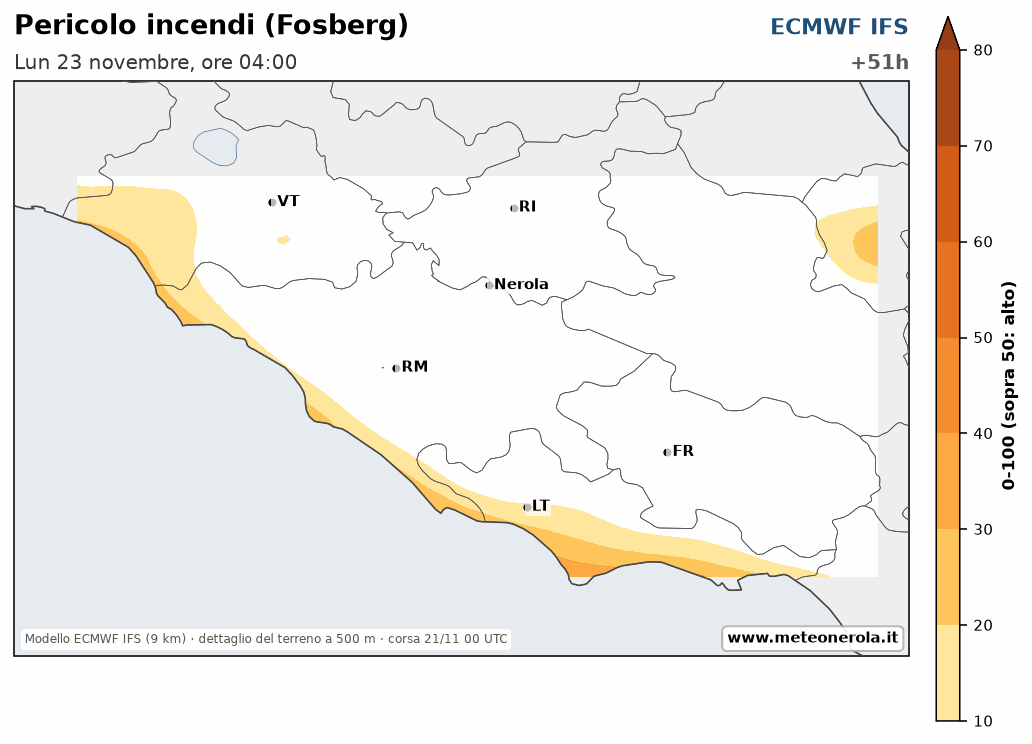 Pericolo incendi (Fosberg)
ECMWF IFS
Lun 23 novembre, ore 04:00
+51h
80
70
60
50
40
30
20
10
0-100 (sopra 50: alto)
VT
RI
Nerola
RM
FR
LT
Modello ECMWF IFS (9 km) · dettaglio del terreno a 500 m · corsa 21/11 00 UTC
www.meteonerola.it